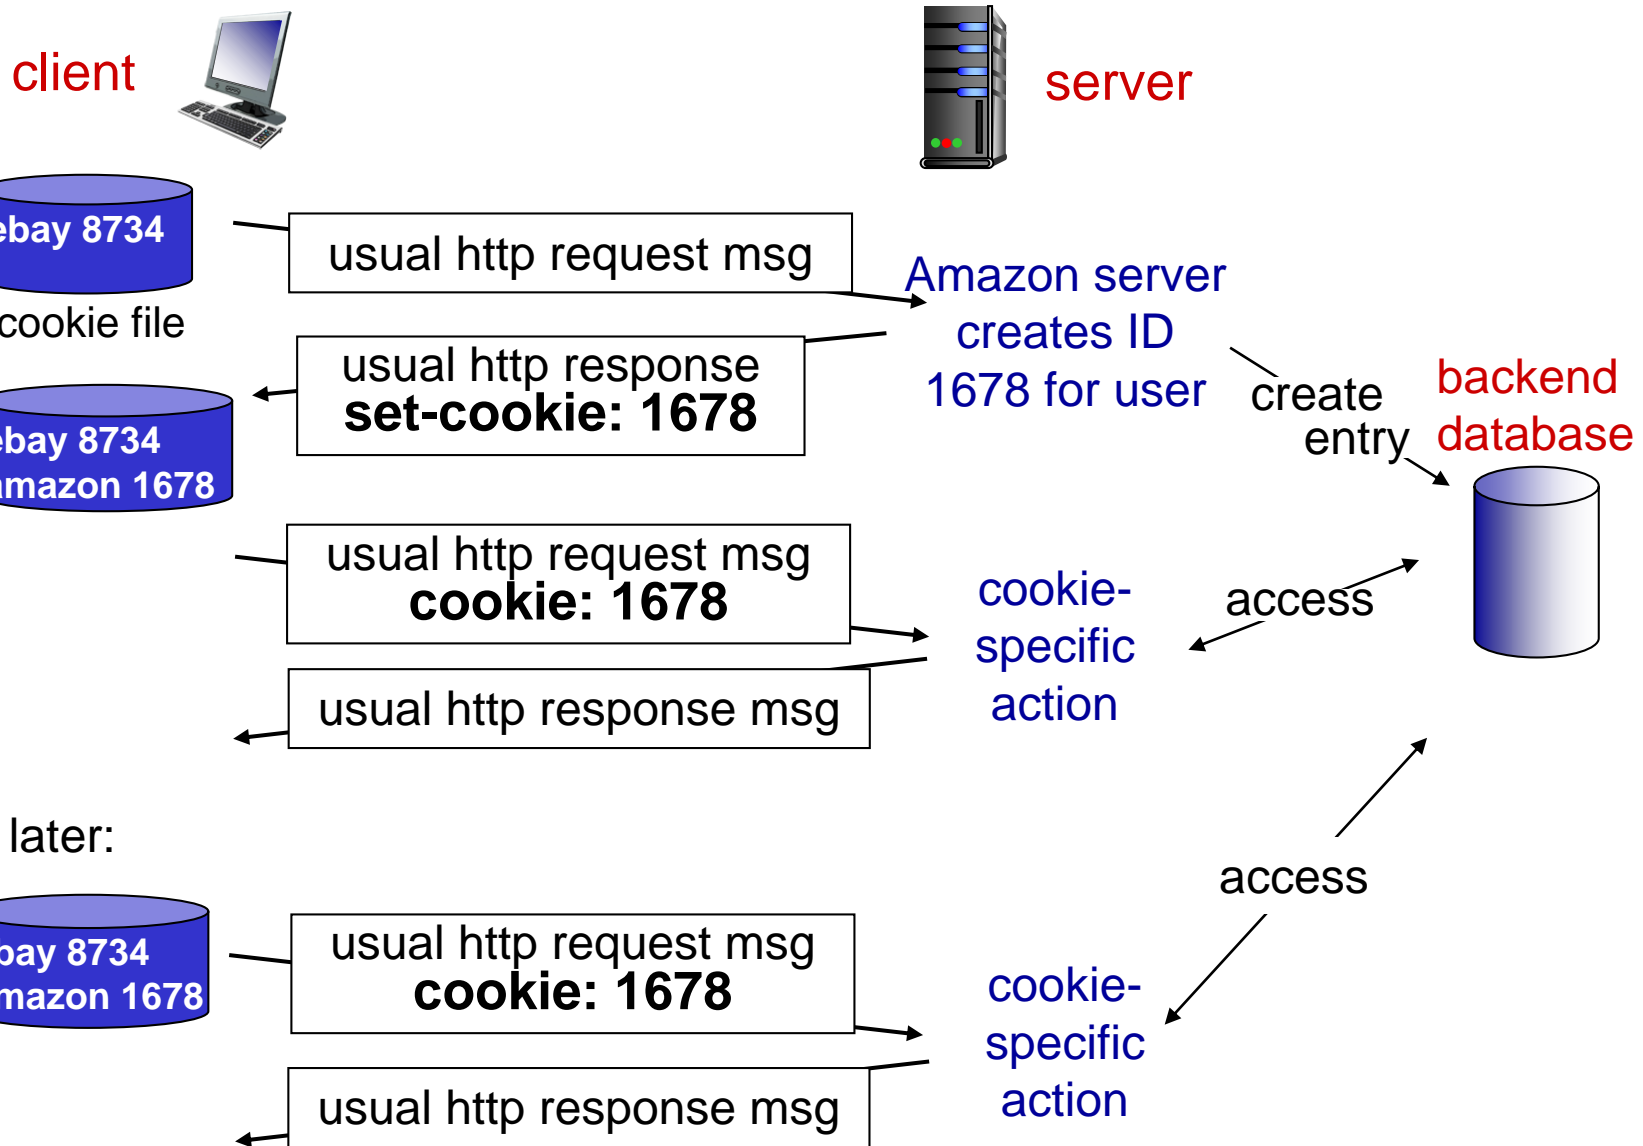 client
server
ebay 8734
usual http request msg
cookie file
Amazon server
creates ID
1678 for user
usual http response
set-cookie: 1678
create
entry
backend
database
ebay 8734
amazon 1678
usual http request msg
cookie: 1678
cookie-
specific
action
access
usual http response msg
later:
access
bay 8734
mazon 1678
usual http request msg
cookie: 1678
cookie-
specific
action
usual http response msg